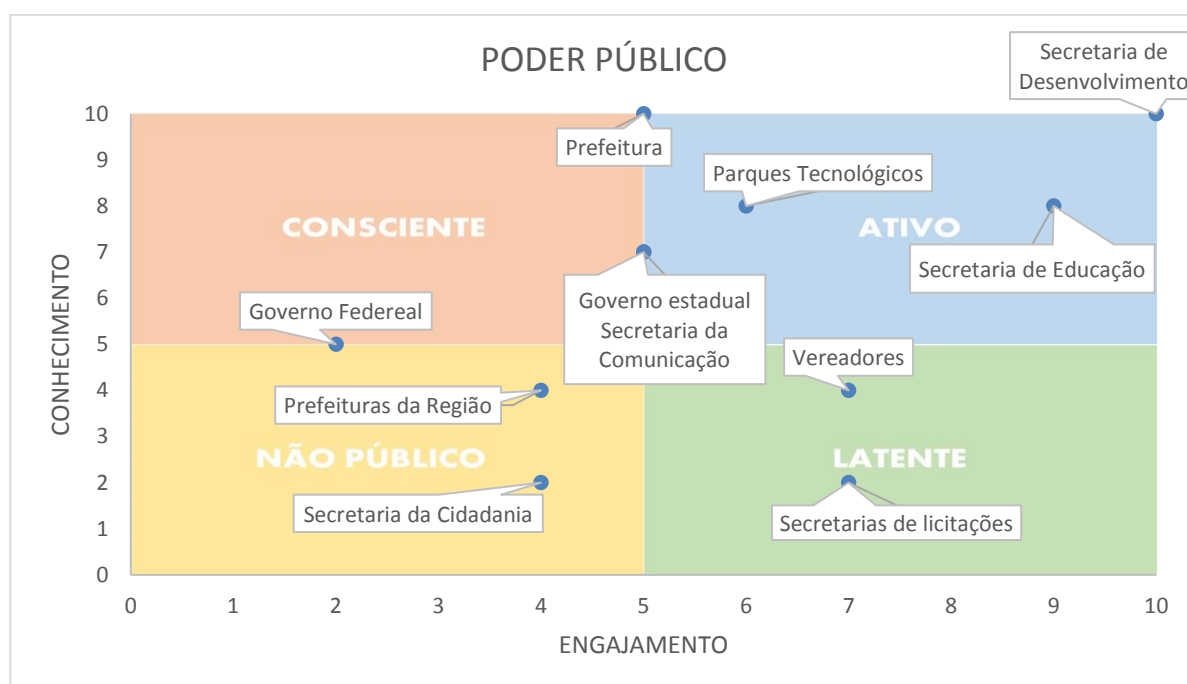 PODER PÚBLICO
Secretaria de
Desenvolvimento
Prefeitura
Parques Tecnológicos
CONSCIENTE
ATIVO
Secretaria de Educação
Governo Federeal
Governo estadual
Secretaria da
Comunicação
Vereadores
Prefeituras da Região
NÃO PÚBLICO
LATENTE
Secretaria da Cidadania
Secretarias de licitações
CONHECIMENTO
10
9
8
7
6
5
4
3
2
1
0
0 1 2 3 4 5 6 7 8 9 10
ENGAJAMENTO